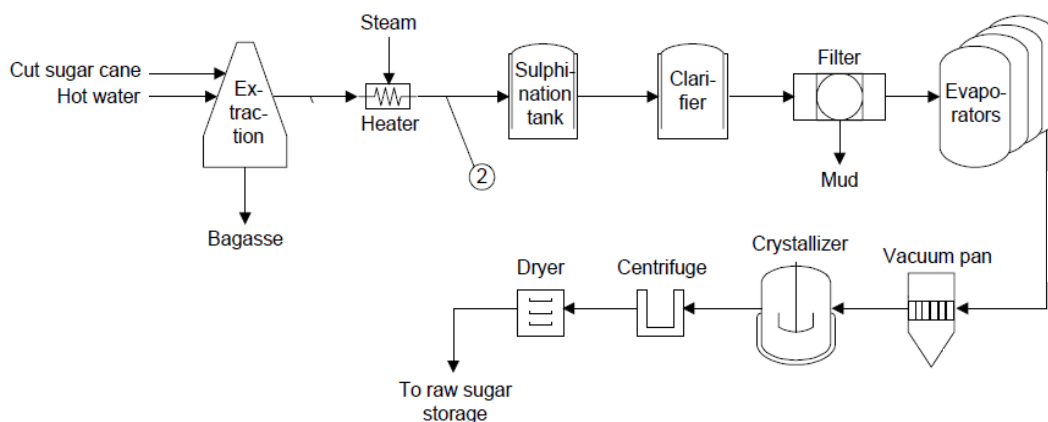 Steam
Cut sugar cane
Hot water
Ex-
trac-
tion
Heater
Bagasse
2
Sulphi-
nation
tank
Clari-
fier
Filter
Mud
Evapo-
rators
Vacuum pan
Crystallizer
Centrifuge
Dryer
To raw sugar
storage